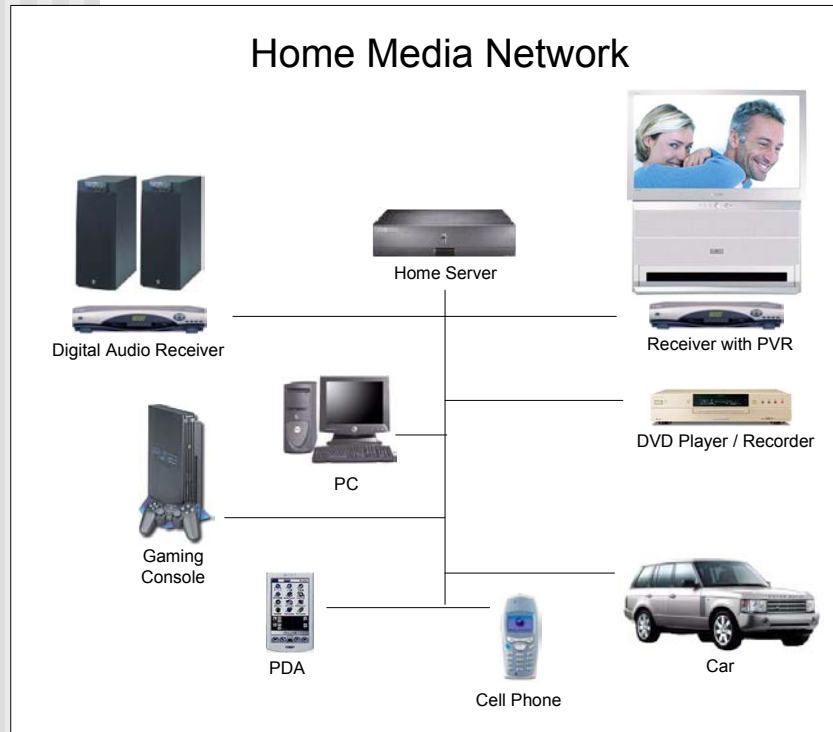 Home Media Network
Home Server
Digital Audio Receiver
Receiver with PVR
DVD Player / Recorder
PC
Gaming
Console
PDA
Cell Phone
Car